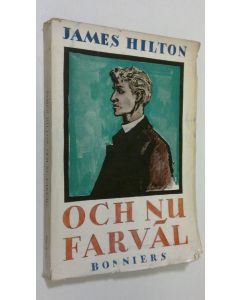 JAMES HILTON
OCH NU
FARVÄL
BONNIERS